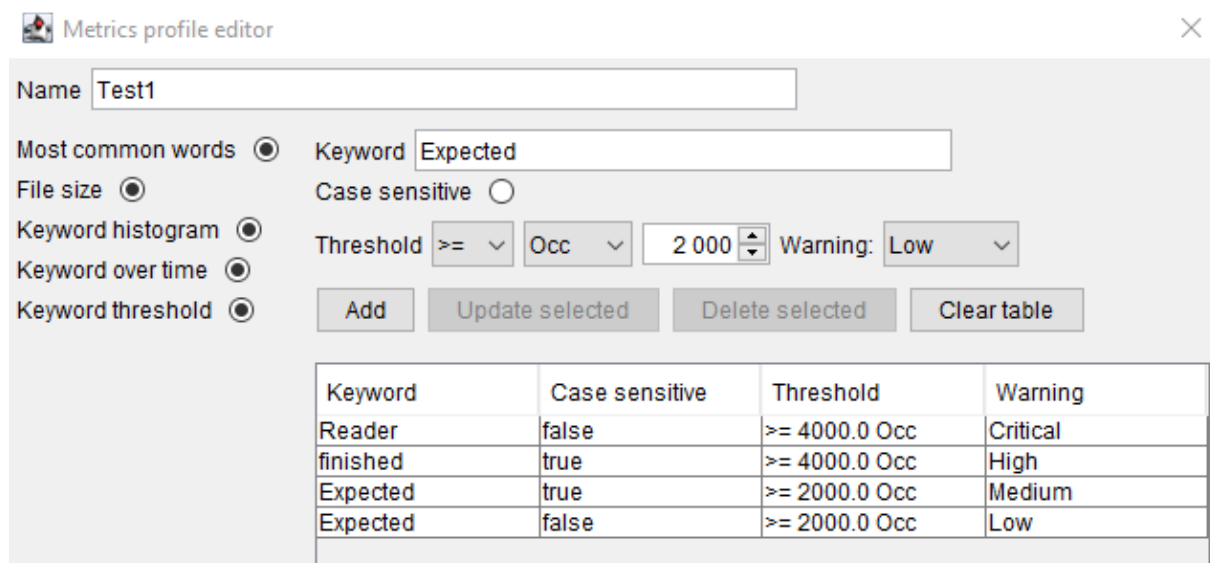 Metrics profile editor
Name Test1
Most common words
File size
Keyword histogram
Keyword over time
Keyword threshold
Keyword Expected
Case sensitive
Threshold >= Occ 2 000 Warning: Low
Add Update selected Delete selected Clear table
Keyword Case sensitive Threshold Warning
Reader false >= 4000.0 Occ Critical
finished true >= 4000.0 Occ High
Expected true >= 2000.0 Occ Medium
Expected false >= 2000.0 Occ Low